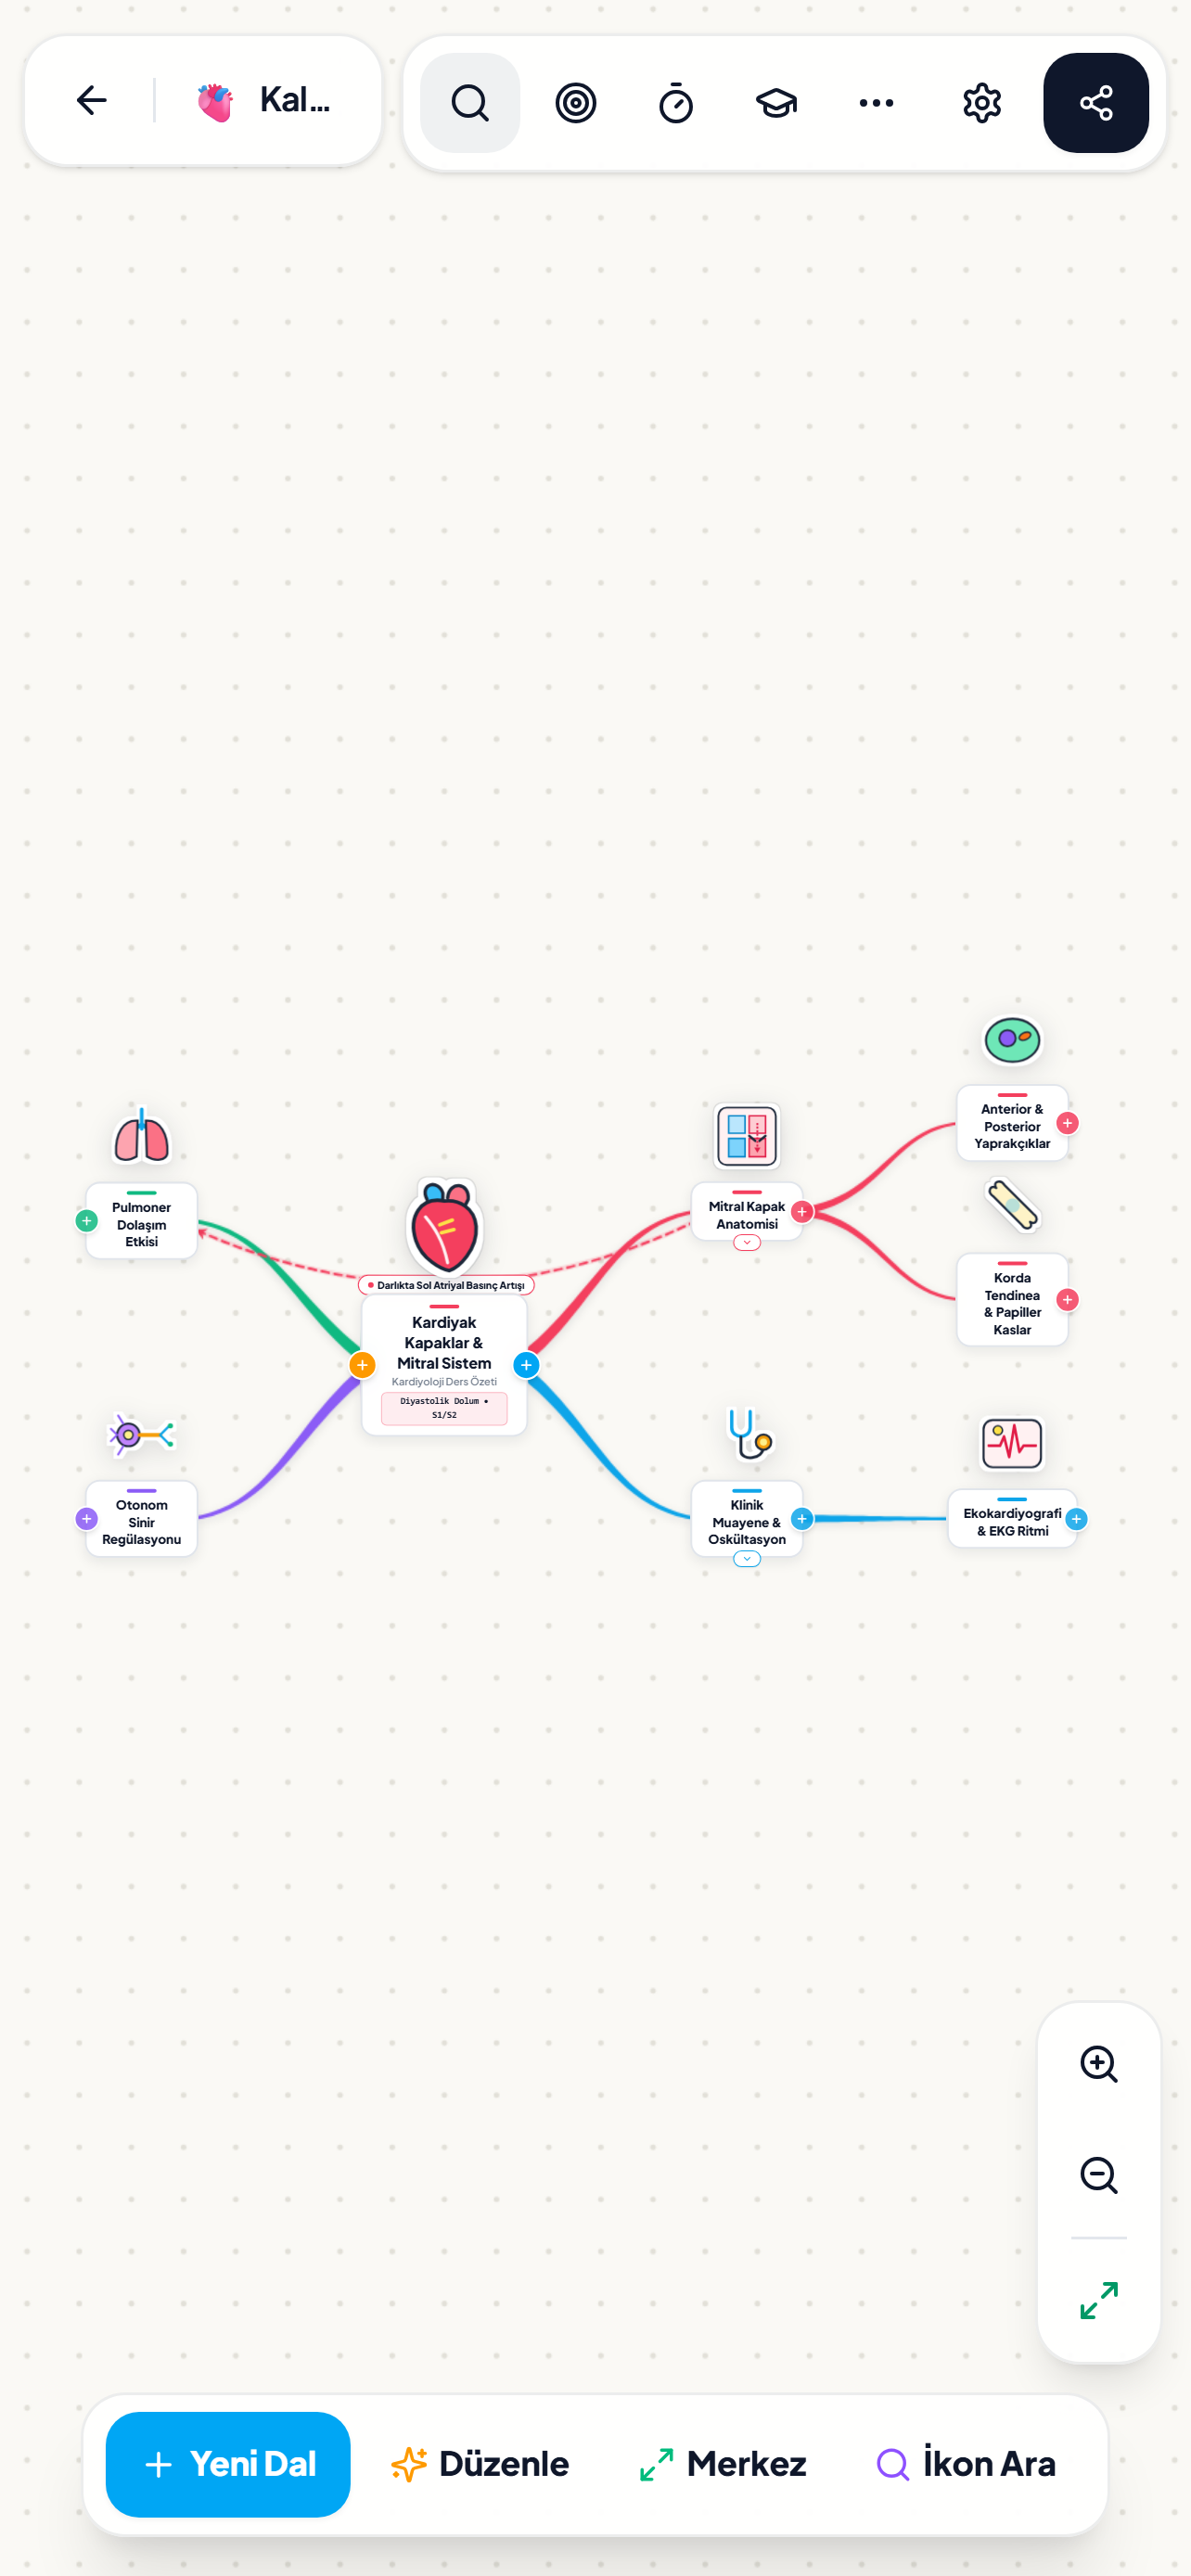 Kal...
Anterior &
Posterior
Yaprakçıklar
Pulmoner
Dolaşım
Etkisi
Mitral Kapak
Anatomisi
Korda
Tendinea
& Papiller
Kaslar
Darlıkta Sol Atriyal Basınç Artışı
Kardiyak
Kapaklar &
Mitral Sistem
Kardiyoloji Ders Özeti
Diyastolik Dolum •
S1/S2
Otonom
Sinir
Regülasyonu
Klinik
Muayene &
Oskültasyon
Ekokardiyografi
& EKG Ritmi
Yeni Dal
Düzenle
Merkez
İkon Ara